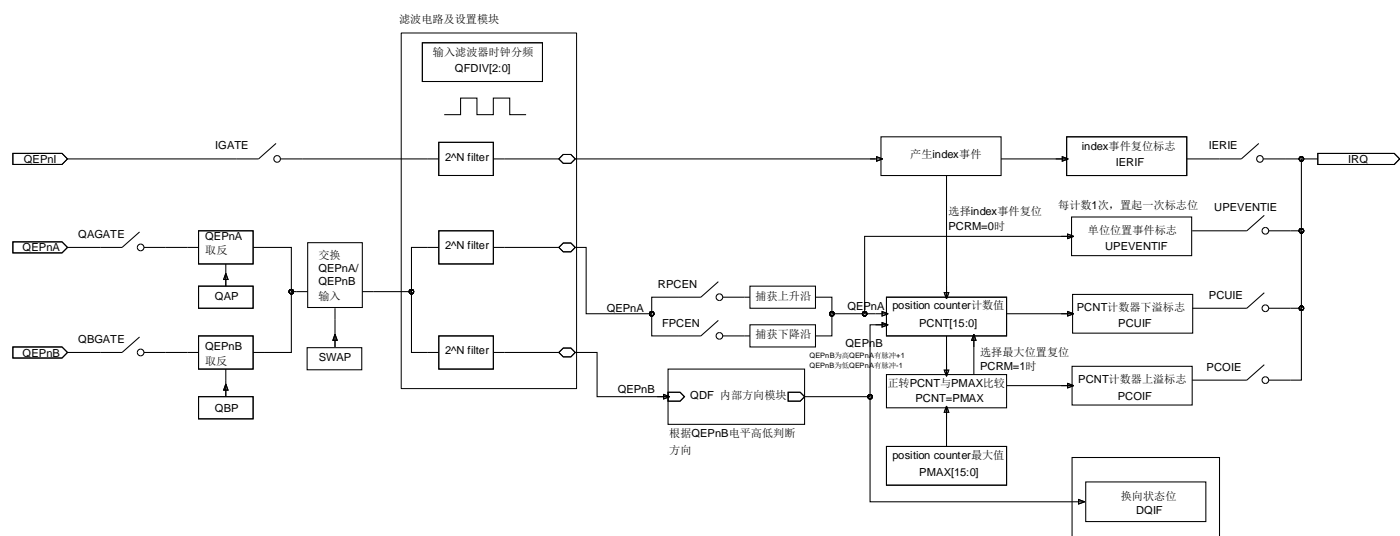 滤波电路及设置模块
输入滤波器时钟分频
QFDIV[2:0]
QEPnI
IGATE
2^N filter
产生index事件
index事件复位标志
IERIF
IERIE
IRQ
选择index事件复位
PCRM=0时
每计数1次，置起一次标志位
单位位置事件标志
UPEVENTIF
UPEVENTIE
QEPnA
QAGATE
QEPnA
取反
QAP
交换
QEPnA/
QEPnB
输入
SWAP
2^N filter
QEPnA
RPCEN
捕获上升沿
FPCEN
捕获下降沿
QEPnA
position counter计数值
PCNT[15:0]
PCNT计数器下溢标志
PCUIF
PCUIE
QEPnB
QBGATE
QEPnB
取反
QBP
2^N filter
QEPnB
QEPnB为高QEPnA有脉冲+1
QEPnB为低QEPnA有脉冲-1
选择最大位置复位
PCRM=1时
QEPnB
QDF 内部方向模块
根据QEPnB电平高低判断
方向
正转PCNT与PMAX比较
PCNT=PMAX
PCNT计数器上溢标志
PCOIF
PCOIE
position counter最大值
PMAX[15:0]
换向状态位
DQIF